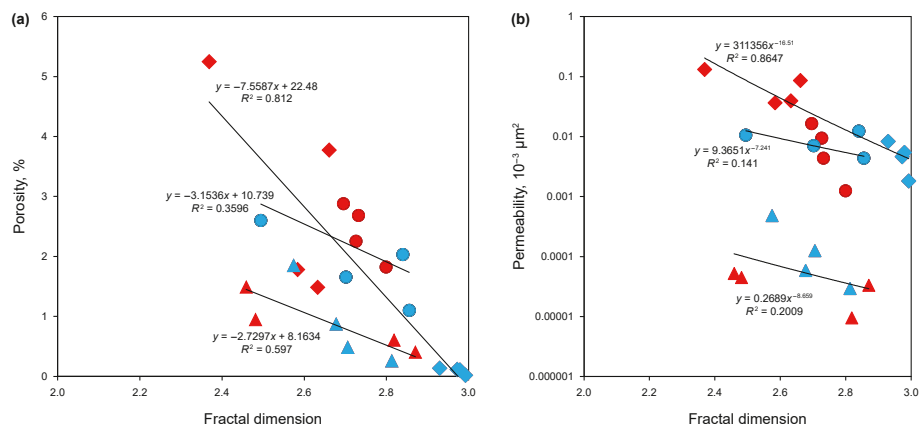 (a)
6
5
4
3
2
1
0
Porosity, %
y = −7.5587x + 22.48
R² = 0.812
y = −3.1536x + 10.739
R² = 0.3596
y = −2.7297x + 8.1634
R² = 0.597
2.0
2.2
2.4
2.6
2.8
3.0
Fractal dimension
(b)
1
0.1
0.01
0.001
0.0001
0.00001
0.000001
Permeability, 10⁻³ μm²
y = 311356x⁻¹⁶·⁵¹
R² = 0.8647
y = 9.3651x⁻⁷·²⁴¹
R² = 0.141
y = 0.2689x⁻⁸·⁶⁵⁹
R² = 0.2009
2.0
2.2
2.4
2.6
2.8
3.0
Fractal dimension